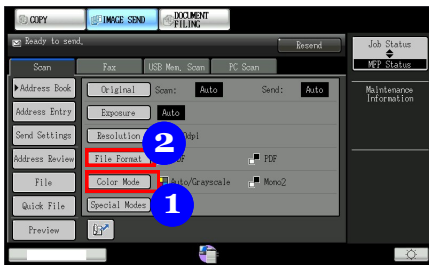 COPY IMAGE SEND DOCUMENT FILING
Ready to send. Resend
Job Status
MFP Status
Scan Fax USB Mem. Scan PC Scan
Address Book Original Scan: Auto Send: Auto
Maintenance
Information
Address Entry Exposure Auto
Send Settings Resolution dpi
2
Address Review File Format PDF
File Color Mode Auto/Grayscale Mono2
1
Quick File Special Modes
Preview